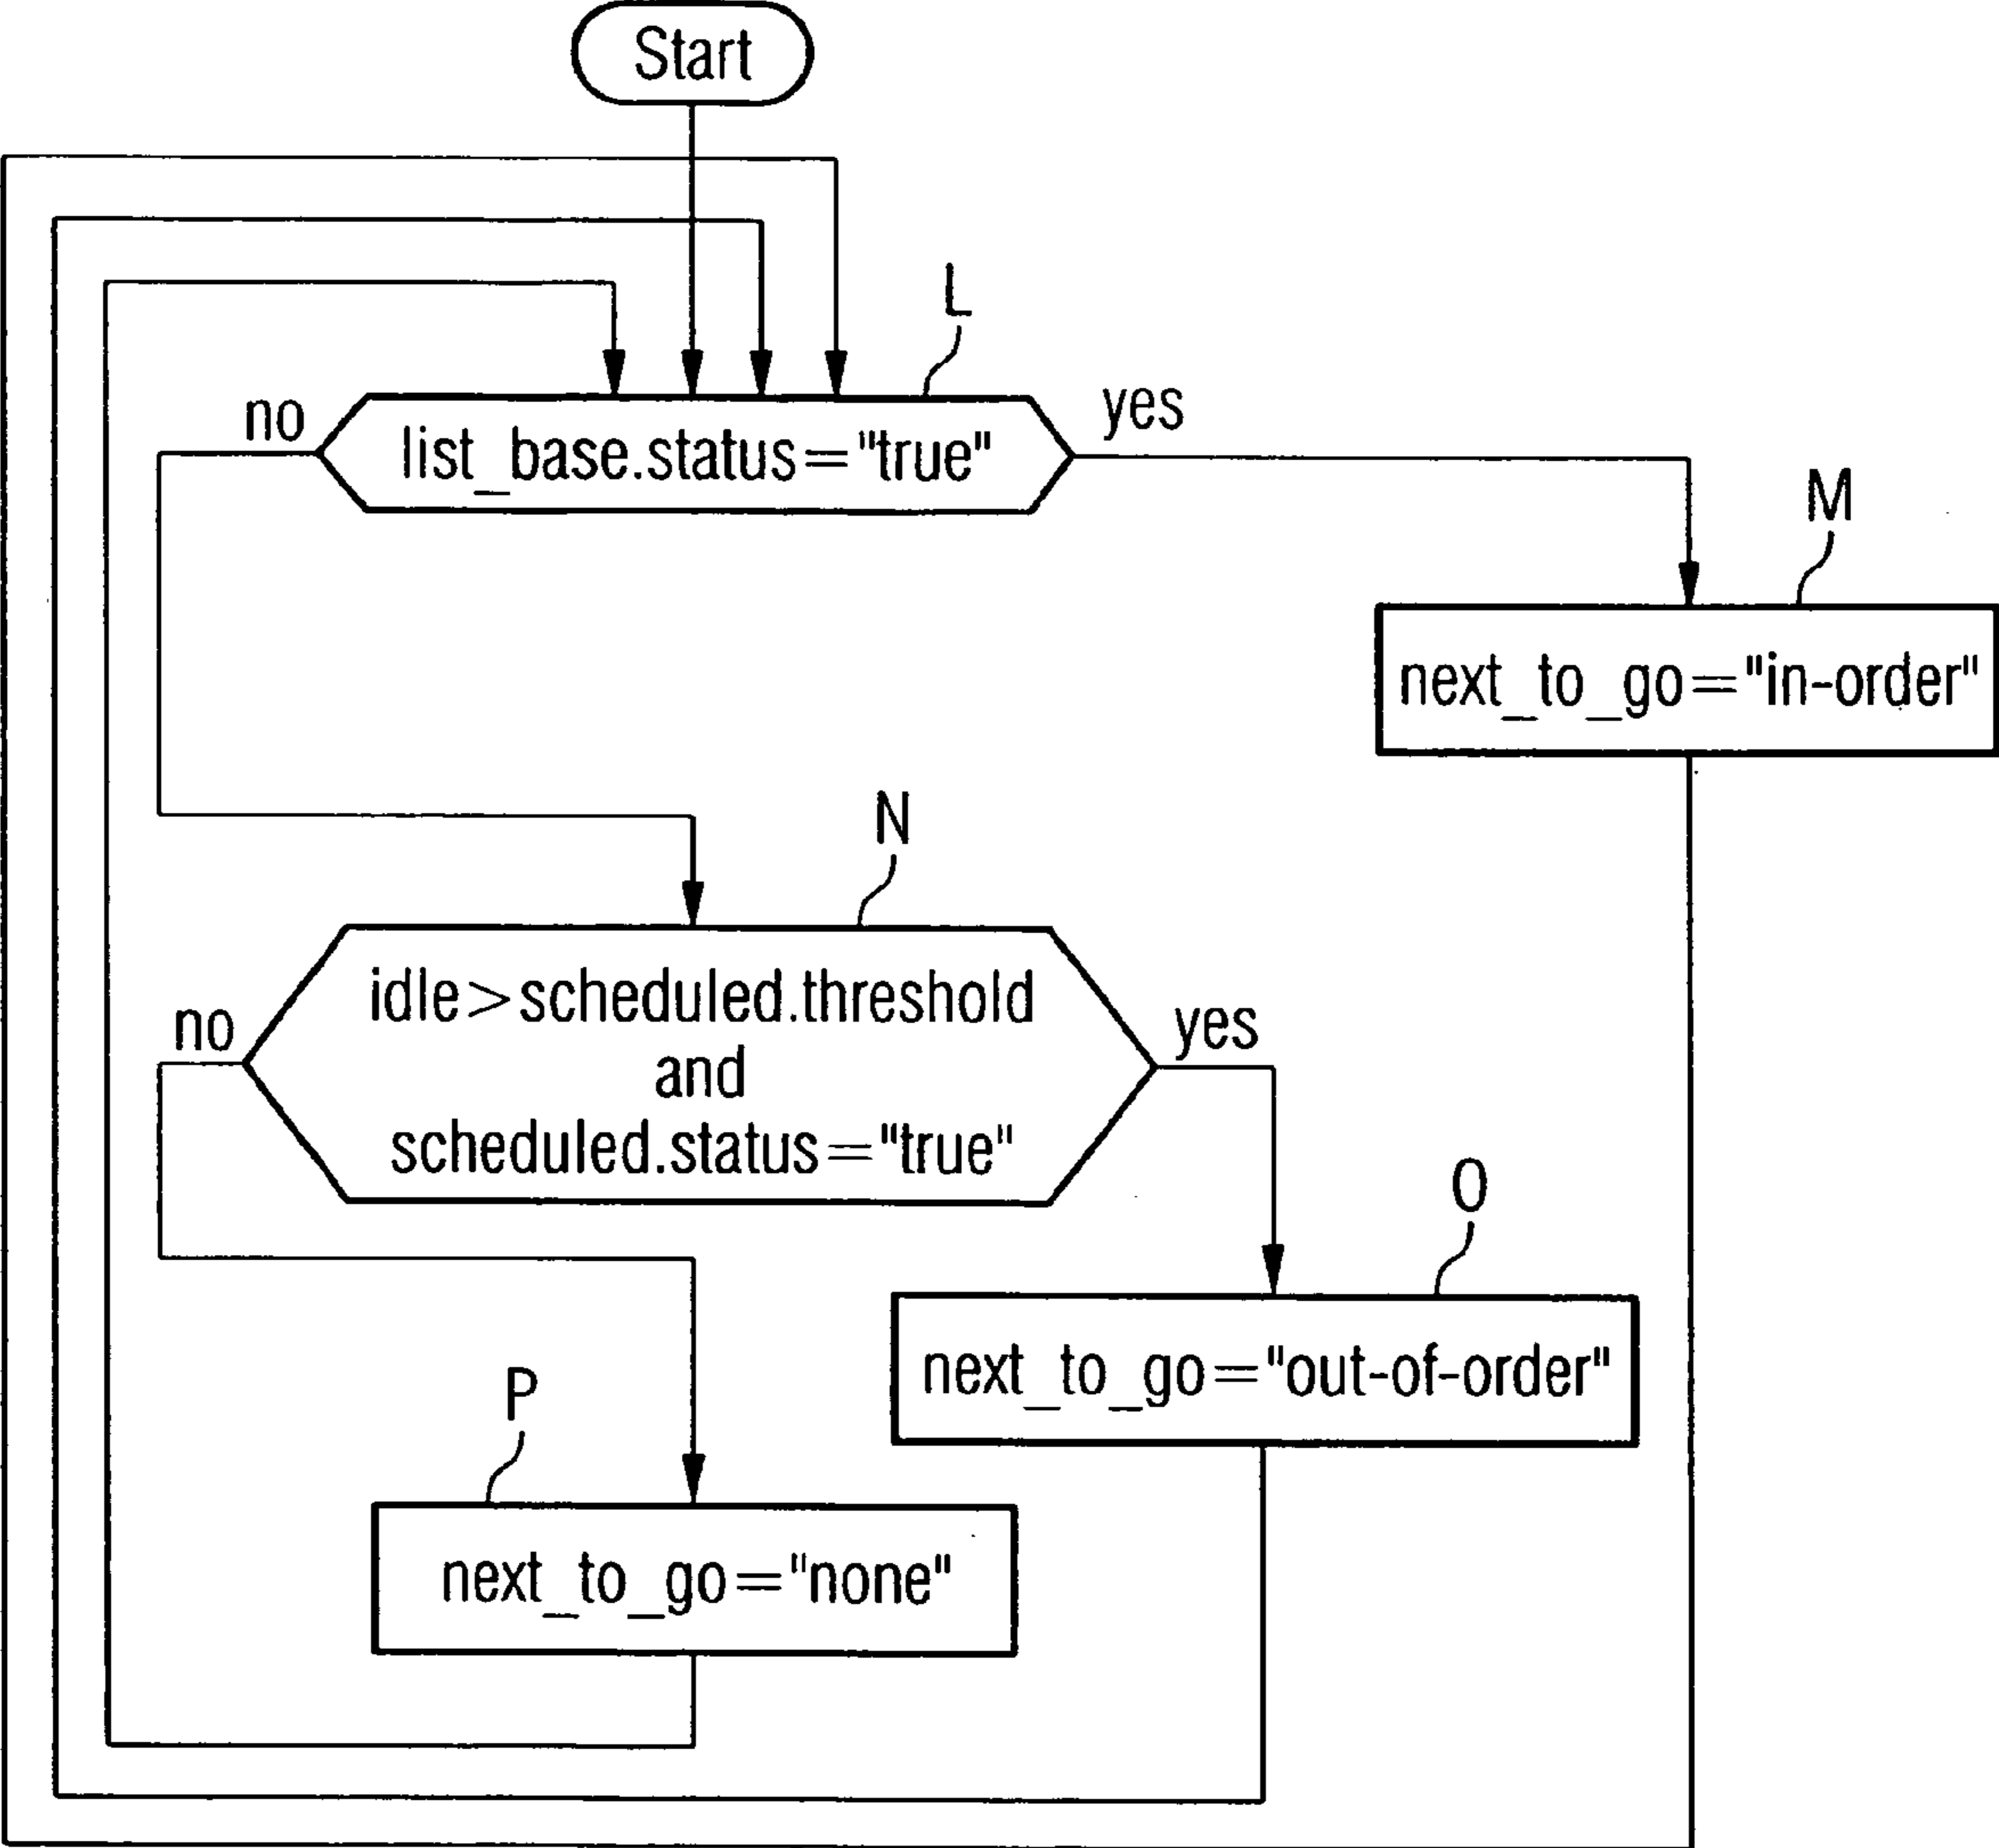 Start
L
no
yes
list_base.status="true"
M
next_to_go="in-order"
N
idle>scheduled.threshold
and
scheduled.status="true"
no
yes
O
next_to_go="out-of-order"
P
next_to_go="none"